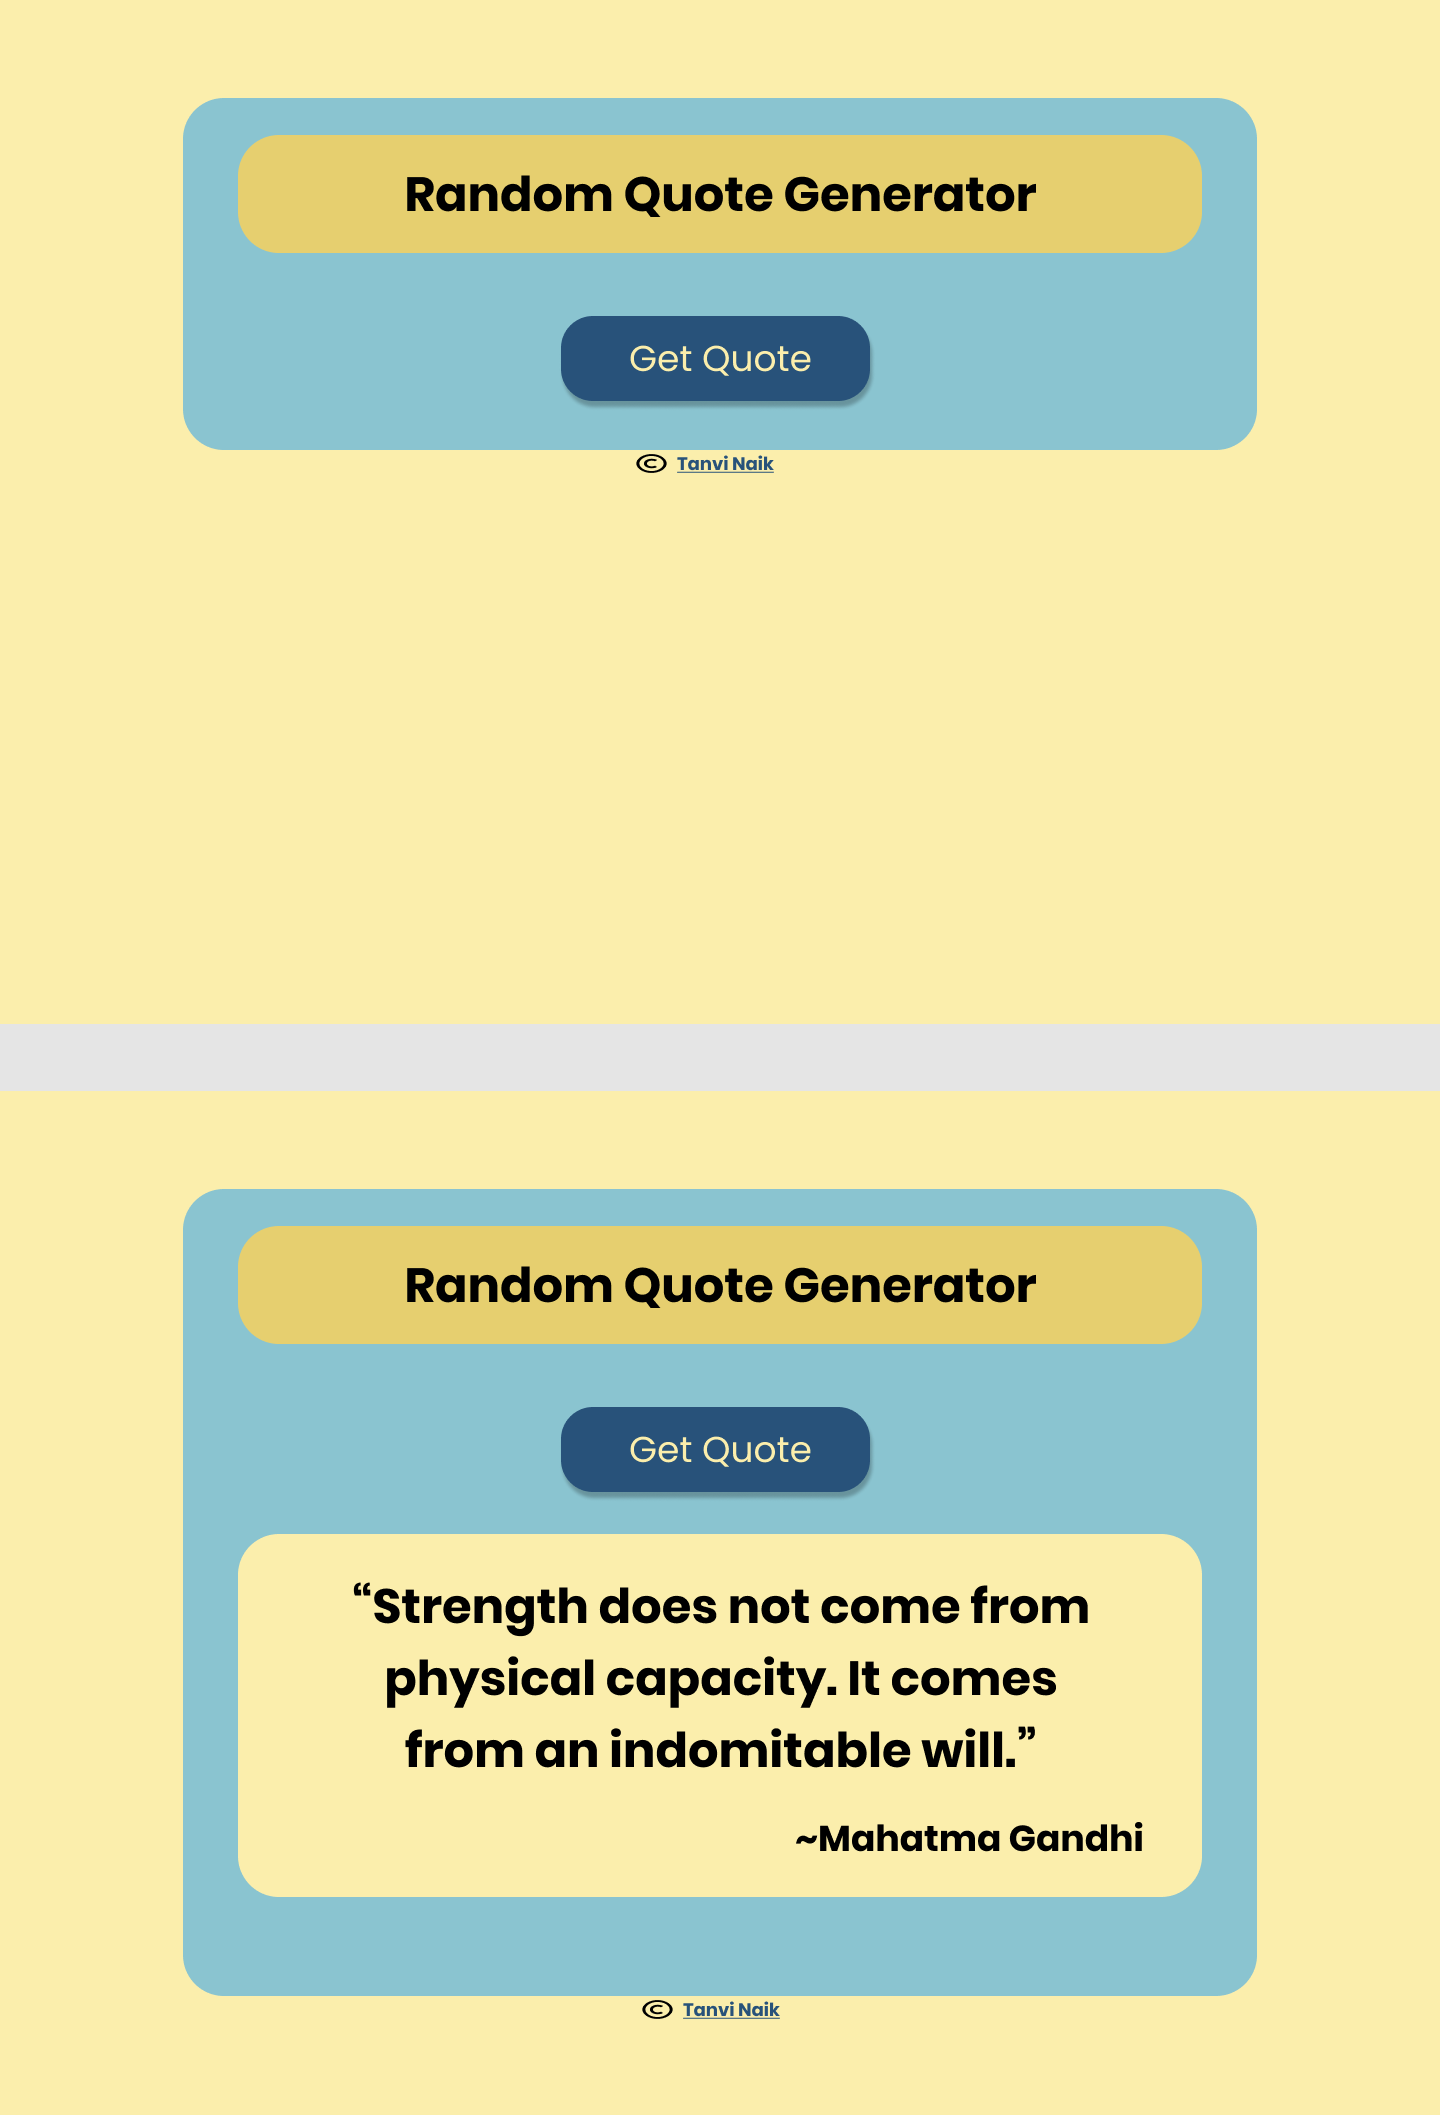 Random Quote Generator
Get Quote
© Tanvi Naik
Random Quote Generator
Get Quote
“Strength does not come from
physical capacity. It comes
from an indomitable will.”
~Mahatma Gandhi
© Tanvi Naik